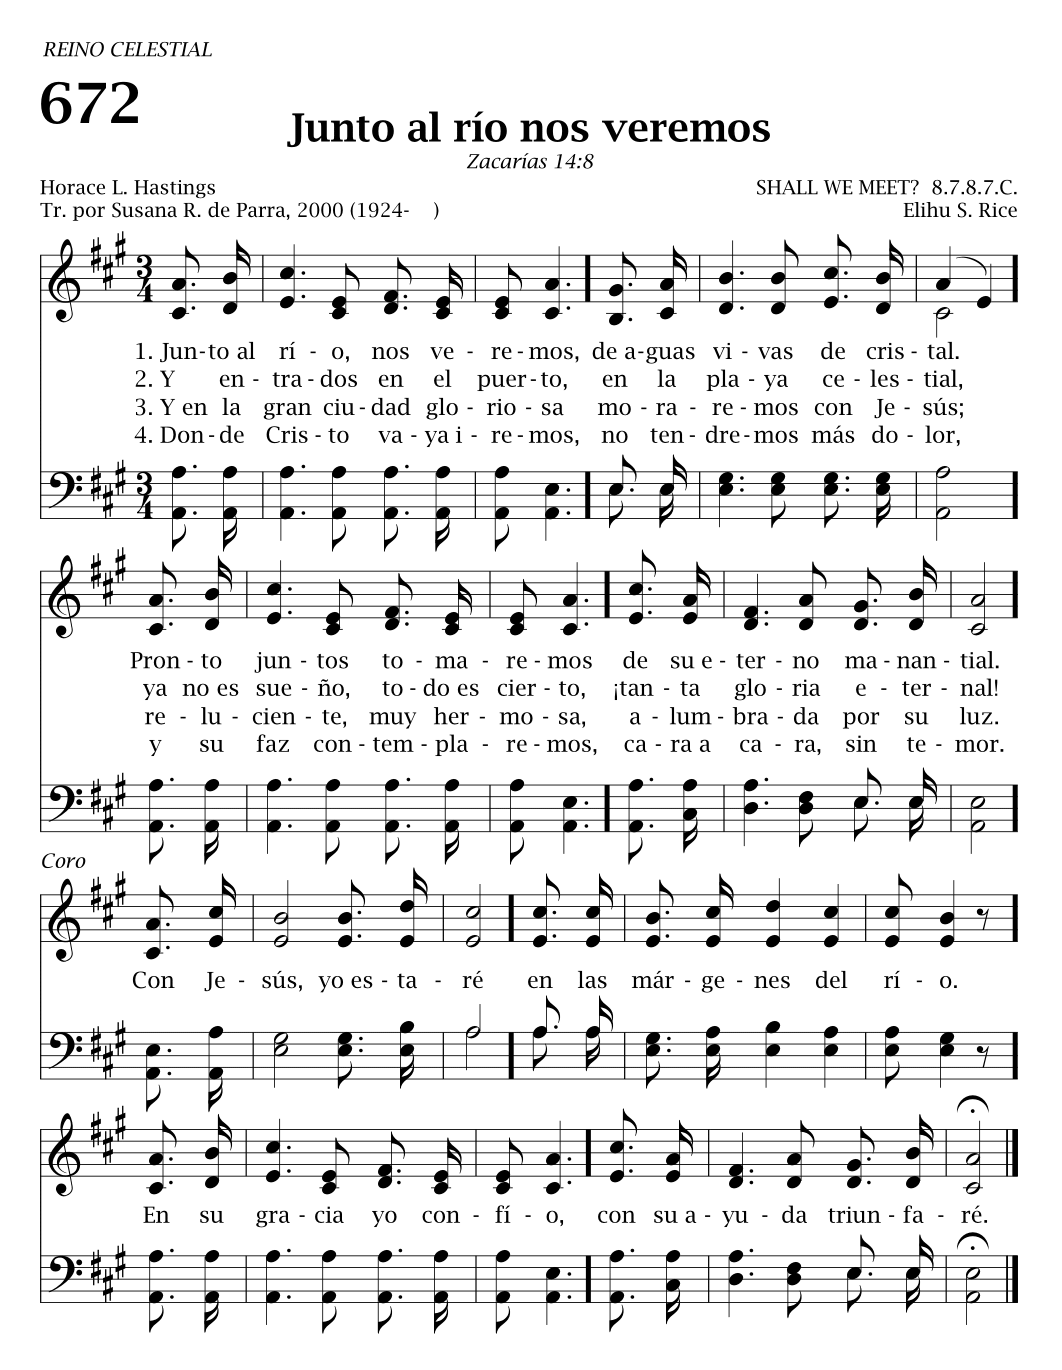 REINO CELESTIAL
672
Junto al río nos veremos
Zacarías 14:8
Horace L. Hastings
SHALL WE MEET? 8.7.8.7.C.
Tr. por Susana R. de Parra, 2000 (1924- )
Elihu S. Rice
1. Jun-to al rí - o, nos ve - re - mos, de a-guas vi - vas de cris - tal.
2. Y en - tra - dos en el puer - to, en la pla - ya ce - les - tial,
3. Y en la gran ciu - dad glo - rio - sa mo - ra - re - mos con Je - sús;
4. Don - de Cris - to va - ya i - re - mos, no ten - dre - mos más do - lor,
Pron - to jun - tos to - ma - re - mos de su e - ter - no ma - nan - tial.
ya no es sue - ño, to - do es cier - to, ¡tan - ta glo - ria e - ter - nal!
re - lu - cien - te, muy her - mo - sa, a - lum - bra - da por su luz.
y su faz con - tem - pla - re - mos, ca - ra a ca - ra, sin te - mor.
Coro
Con Je - sús, yo es - ta - ré en las már - ge - nes del rí - o.
En su gra - cia yo con - fí - o, con su a - yu - da triun - fa - ré.